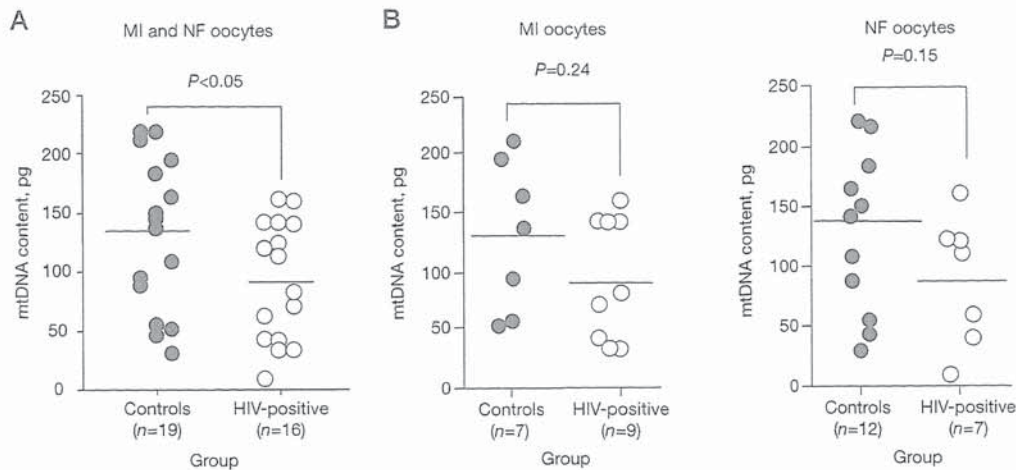 A
MI and NF oocytes
P<0.05
mtDNA content, pg
250
200
150
100
50
0
Controls
(n=19)
HIV-positive
(n=16)
Group
B
MI oocytes
P=0.24
mtDNA content, pg
250
200
150
100
50
0
Controls
(n=7)
HIV-positive
(n=9)
Group
NF oocytes
P=0.15
mtDNA content, pg
250
200
150
100
50
0
Controls
(n=12)
HIV-positive
(n=7)
Group